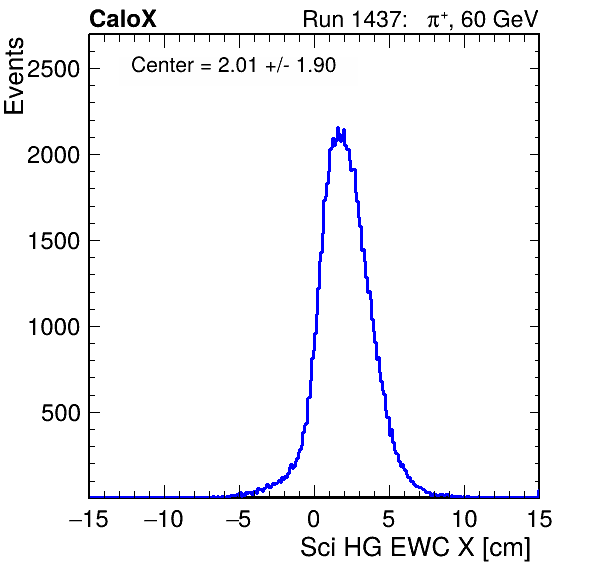 CaloX Run 1437: π⁺, 60 GeV
Events
Center = 2.01 +/- 1.90
2500
2000
1500
1000
500
−15 −10 −5 0 5 10 15
Sci HG EWC X [cm]